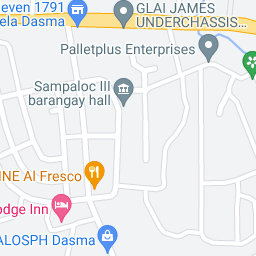 even 1791
ela Dasma
GLAI JAMES
UNDERCHASSIS...
Palletplus Enterprises
Sampaloc III
barangay hall
NE Al Fresco
odge Inn
ALOSPH Dasma